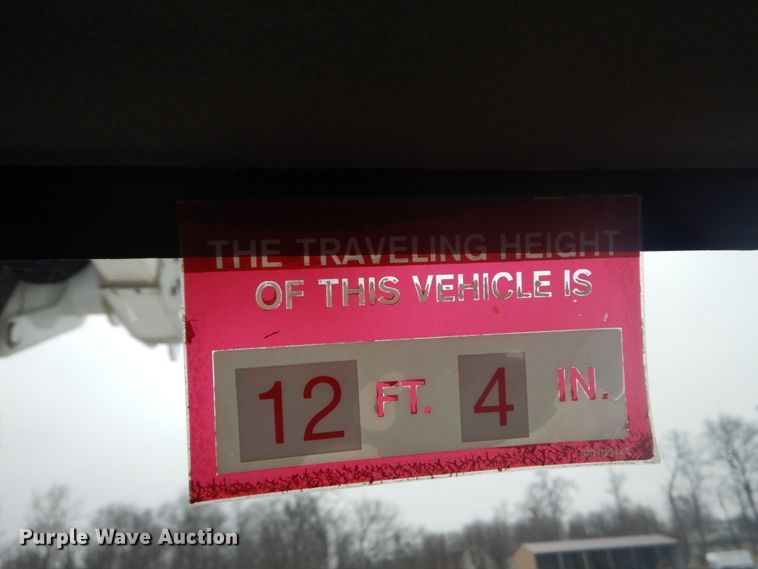 THE TRAVELING HEIGHT
OF THIS VEHICLE IS
12 FT. 4 IN.
Purple Wave Auction